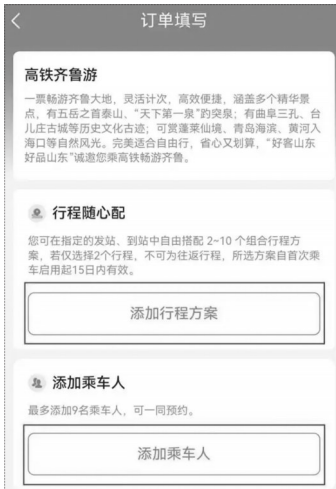 订单填写
高铁齐鲁游
一票畅游齐鲁大地，灵活计次，高效便捷，涵盖多个精华景
点，有五岳之首泰山、“天下第一泉”趵突泉；有曲阜三孔、台
儿庄古城等历史文化古迹；可赏蓬莱仙境、青岛海滨、黄河入
海口等自然风光。完美适合自由行，省心又划算，“好客山东
好品山东”诚邀您乘高铁畅游齐鲁。
行程随心配
您可在指定的发站、到站中自由搭配 2~10 个组合行程方
案，若仅选择2个行程，不可为往返行程，所选方案自首次乘
车启用起15日内有效。
添加行程方案
添加乘车人
最多添加9名乘车人，可一同预约。
添加乘车人